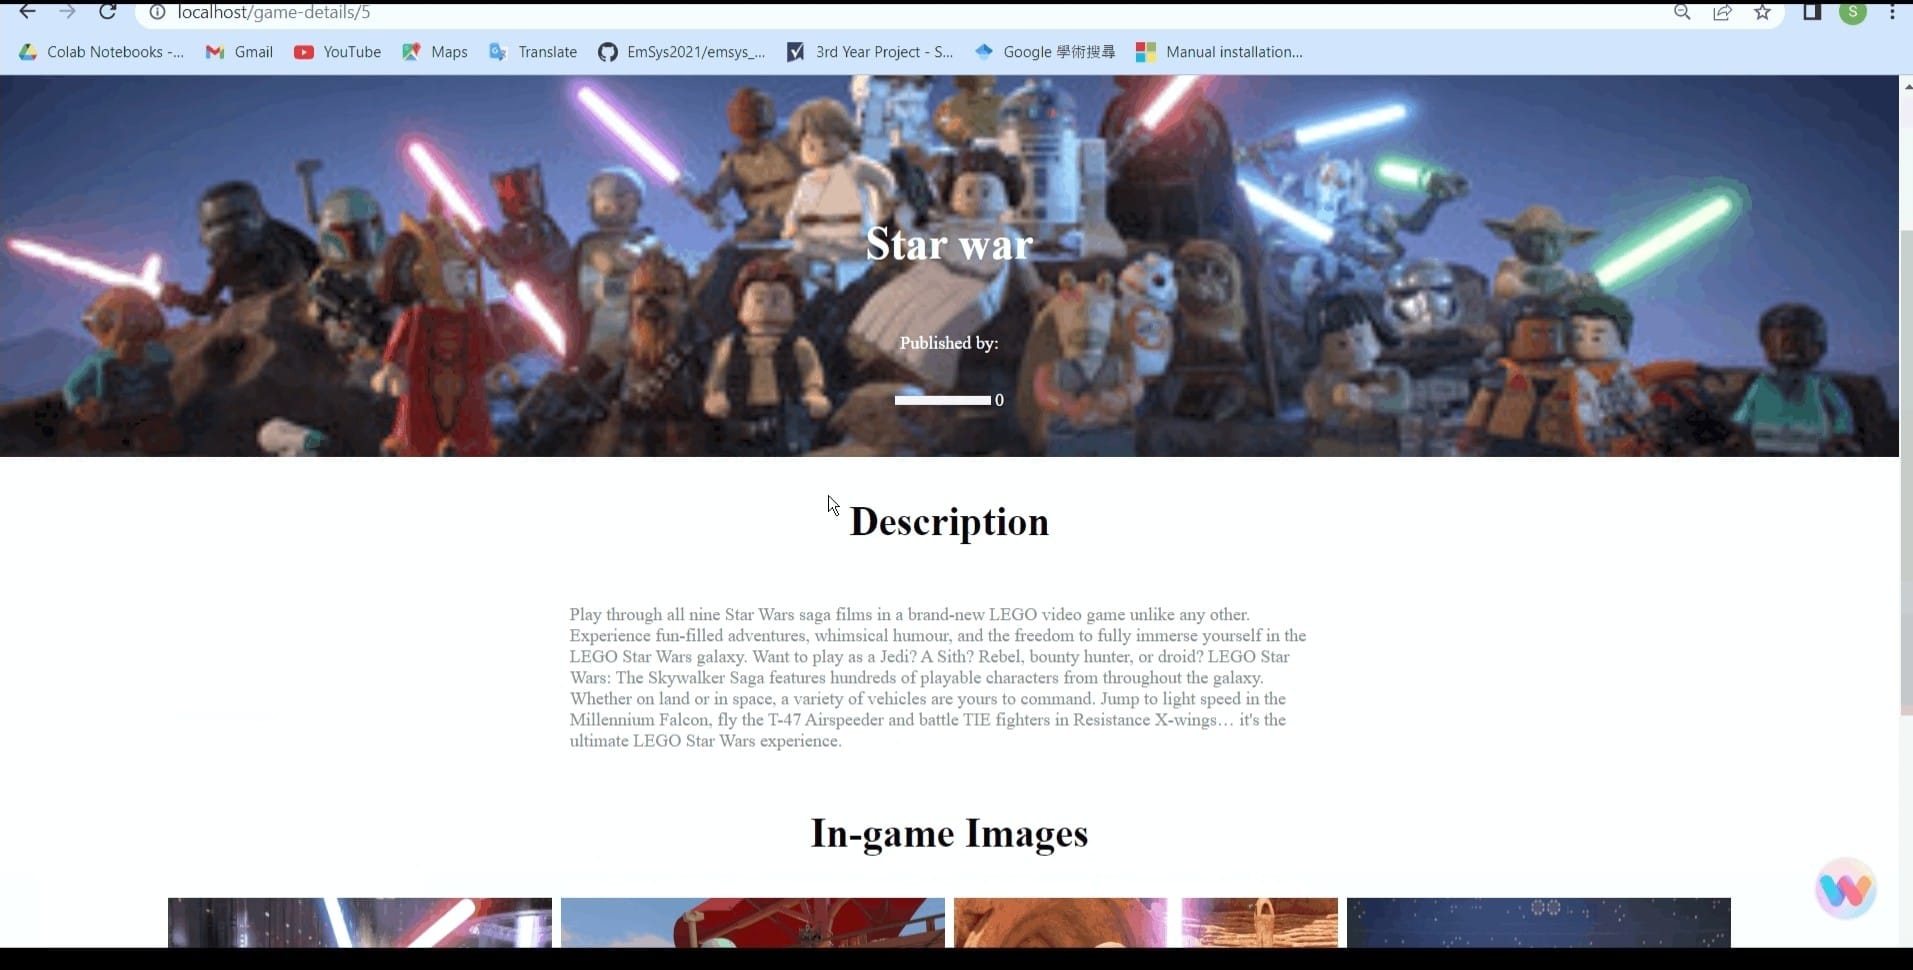 localhost/game-details/5
S
Colab Notebooks -... Gmail YouTube Maps Translate EmSys2021/emsys_... 3rd Year Project - S... Google 學術搜尋 Manual installation...
Star war
Published by:
0
Description
Play through all nine Star Wars saga films in a brand-new LEGO video game unlike any other.
Experience fun-filled adventures, whimsical humour, and the freedom to fully immerse yourself in the
LEGO Star Wars galaxy. Want to play as a Jedi? A Sith? Rebel, bounty hunter, or droid? LEGO Star
Wars: The Skywalker Saga features hundreds of playable characters from throughout the galaxy.
Whether on land or in space, a variety of vehicles are yours to command. Jump to light speed in the
Millennium Falcon, fly the T-47 Airspeeder and battle TIE fighters in Resistance X-wings… it's the
ultimate LEGO Star Wars experience.
In-game Images